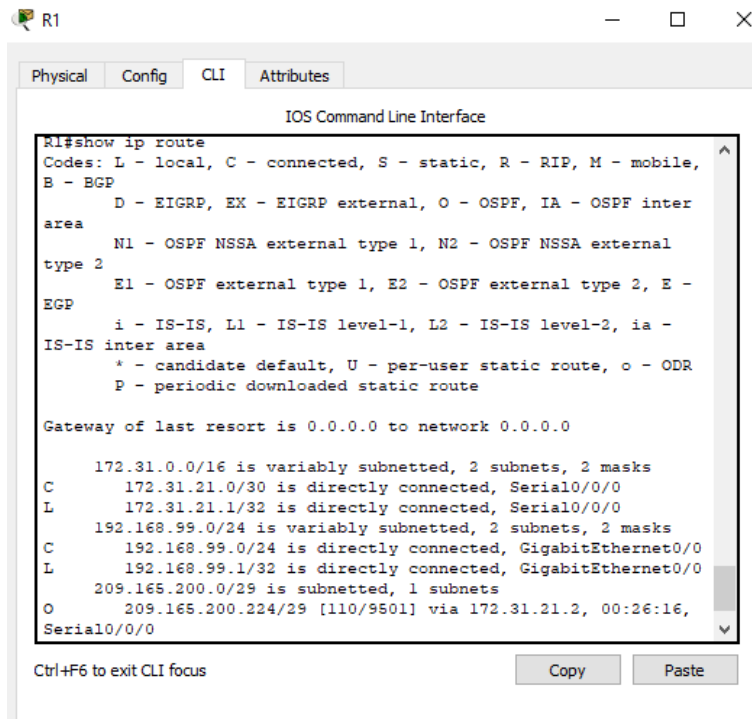 R1
Physical Config CLI Attributes
IOS Command Line Interface
R1#show ip route
Codes: L - local, C - connected, S - static, R - RIP, M - mobile,
B - BGP
D - EIGRP, EX - EIGRP external, O - OSPF, IA - OSPF inter
area
N1 - OSPF NSSA external type 1, N2 - OSPF NSSA external
type 2
E1 - OSPF external type 1, E2 - OSPF external type 2, E -
EGP
i - IS-IS, L1 - IS-IS level-1, L2 - IS-IS level-2, ia -
IS-IS inter area
* - candidate default, U - per-user static route, o - ODR
P - periodic downloaded static route
Gateway of last resort is 0.0.0.0 to network 0.0.0.0
172.31.0.0/16 is variably subnetted, 2 subnets, 2 masks
C 172.31.21.0/30 is directly connected, Serial0/0/0
L 172.31.21.1/32 is directly connected, Serial0/0/0
192.168.99.0/24 is variably subnetted, 2 subnets, 2 masks
C 192.168.99.0/24 is directly connected, GigabitEthernet0/0
L 192.168.99.1/32 is directly connected, GigabitEthernet0/0
209.165.200.0/29 is subnetted, 1 subnets
O 209.165.200.224/29 [110/9501] via 172.31.21.2, 00:26:16,
Serial0/0/0
Ctrl+F6 to exit CLI focus
Copy Paste